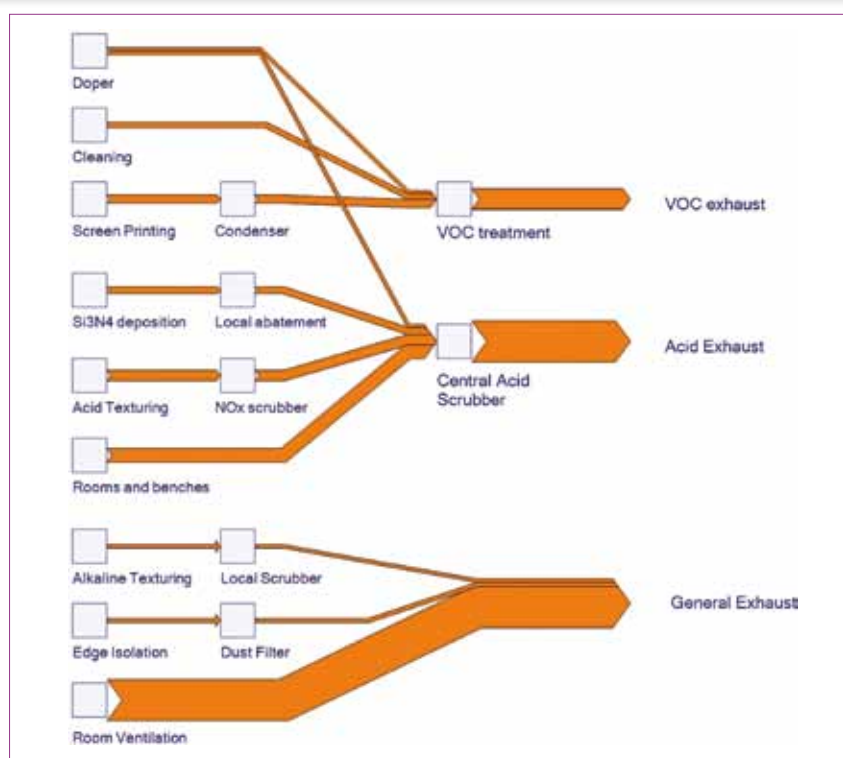 Doper
Cleaning
Screen Printing
Condenser
VOC treatment
VOC exhaust
Si3N4 deposition
Local abatement
Acid Texturing
NOx scrubber
Central Acid
Scrubber
Acid Exhaust
Rooms and benches
Alkaline Texturing
Local Scrubber
Edge Isolation
Dust Filter
General Exhaust
Room Ventilation